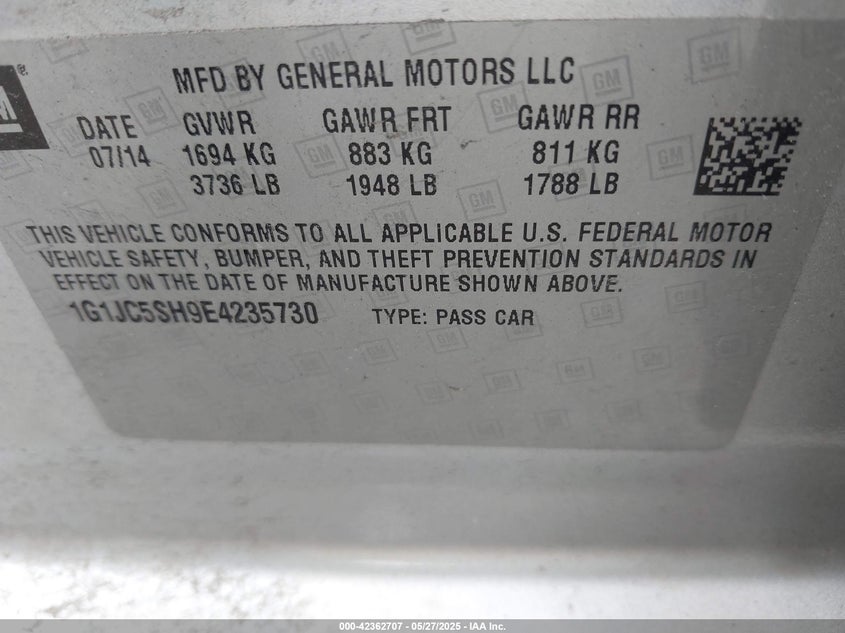 GM ®
MFD BY GENERAL MOTORS LLC
DATE GVWR GAWR FRT GAWR RR
07/14 1694 KG 883 KG 811 KG
3736 LB 1948 LB 1788 LB
THIS VEHICLE CONFORMS TO ALL APPLICABLE U.S. FEDERAL MOTOR
VEHICLE SAFETY, BUMPER, AND THEFT PREVENTION STANDARDS IN
EFFECT ON THE DATE OF MANUFACTURE SHOWN ABOVE.
1G1JC5SH9E4235730 TYPE: PASS CAR
000-42362707 - 05/27/2025 - IAA Inc.